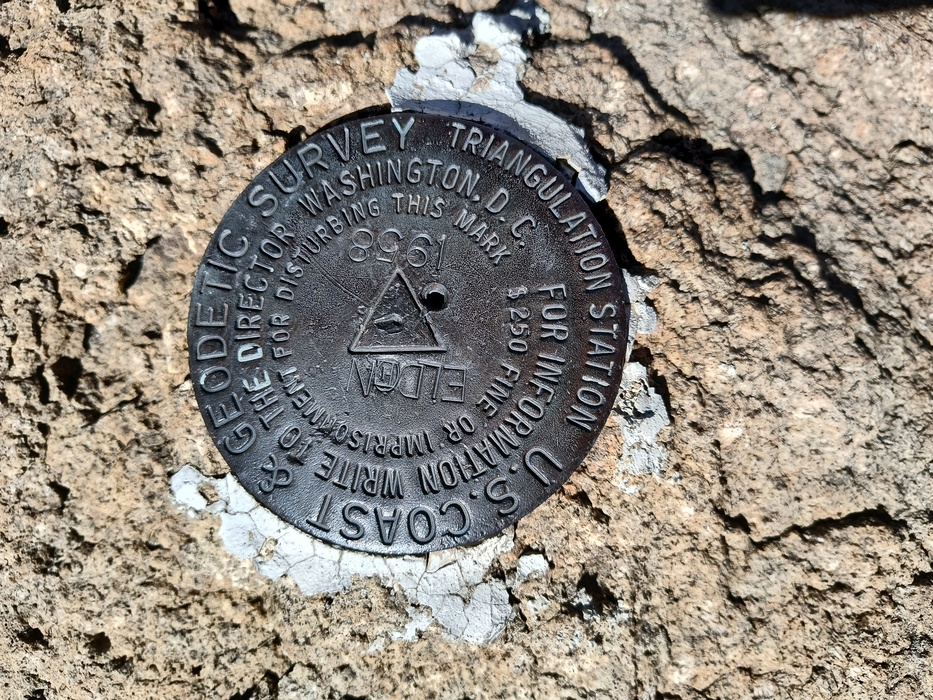 U.S. COAST & GEODETIC SURVEY
TRIANGULATION STATION
FOR INFORMATION WRITE TO THE DIRECTOR WASHINGTON, D.C.
$250 FINE OR IMPRISONMENT FOR DISTURBING THIS MARK
ELDEN
1958